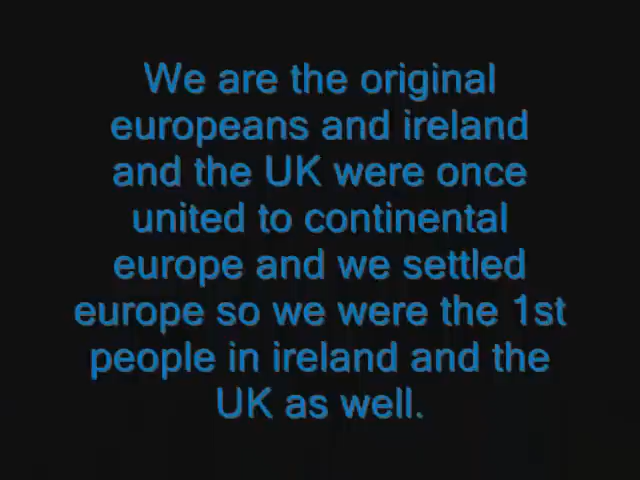 We are the original
europeans and ireland
and the UK were once
united to continental
europe and we settled
europe so we were the 1st
people in ireland and the
UK as well.